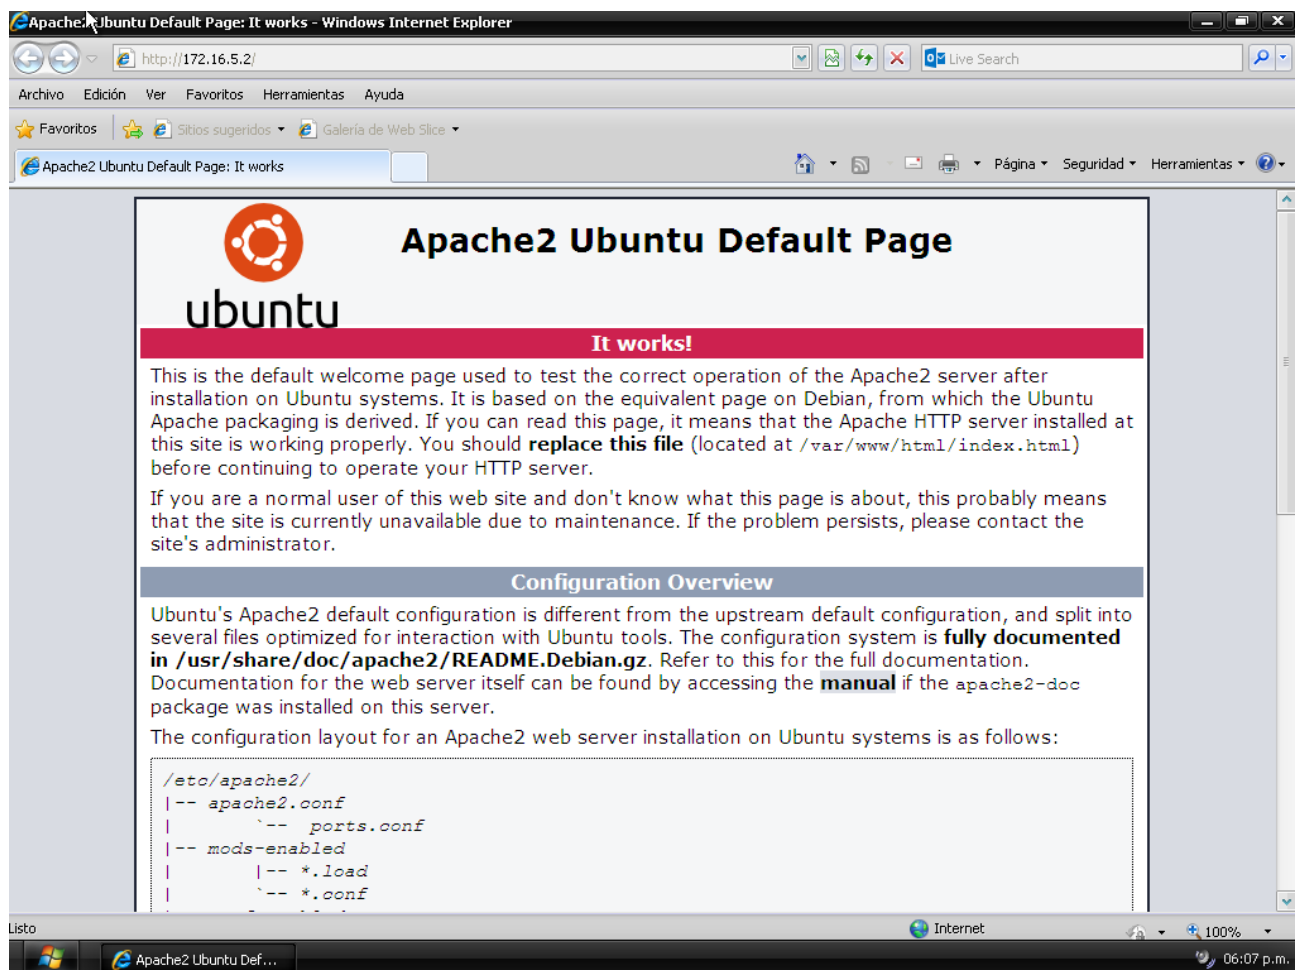 Apache2 Ubuntu Default Page: It works - Windows Internet Explorer
http://172.16.5.2/
Live Search
Archivo Edición Ver Favoritos Herramientas Ayuda
Favoritos Sitios sugeridos Galería de Web Slice
Apache2 Ubuntu Default Page: It works
Página Seguridad Herramientas
ubuntu
Apache2 Ubuntu Default Page
It works!
This is the default welcome page used to test the correct operation of the Apache2 server after
installation on Ubuntu systems. It is based on the equivalent page on Debian, from which the Ubuntu
Apache packaging is derived. If you can read this page, it means that the Apache HTTP server installed at
this site is working properly. You should replace this file (located at /var/www/html/index.html)
before continuing to operate your HTTP server.
If you are a normal user of this web site and don't know what this page is about, this probably means
that the site is currently unavailable due to maintenance. If the problem persists, please contact the
site's administrator.
Configuration Overview
Ubuntu's Apache2 default configuration is different from the upstream default configuration, and split into
several files optimized for interaction with Ubuntu tools. The configuration system is fully documented
in /usr/share/doc/apache2/README.Debian.gz. Refer to this for the full documentation.
Documentation for the web server itself can be found by accessing the manual if the apache2-doc
package was installed on this server.
The configuration layout for an Apache2 web server installation on Ubuntu systems is as follows:
/etc/apache2/
|-- apache2.conf
|       `--  ports.conf
|-- mods-enabled
|       |-- *.load
|       `-- *.conf
Listo Internet 100%
Apache2 Ubuntu Def... 06:07 p.m.